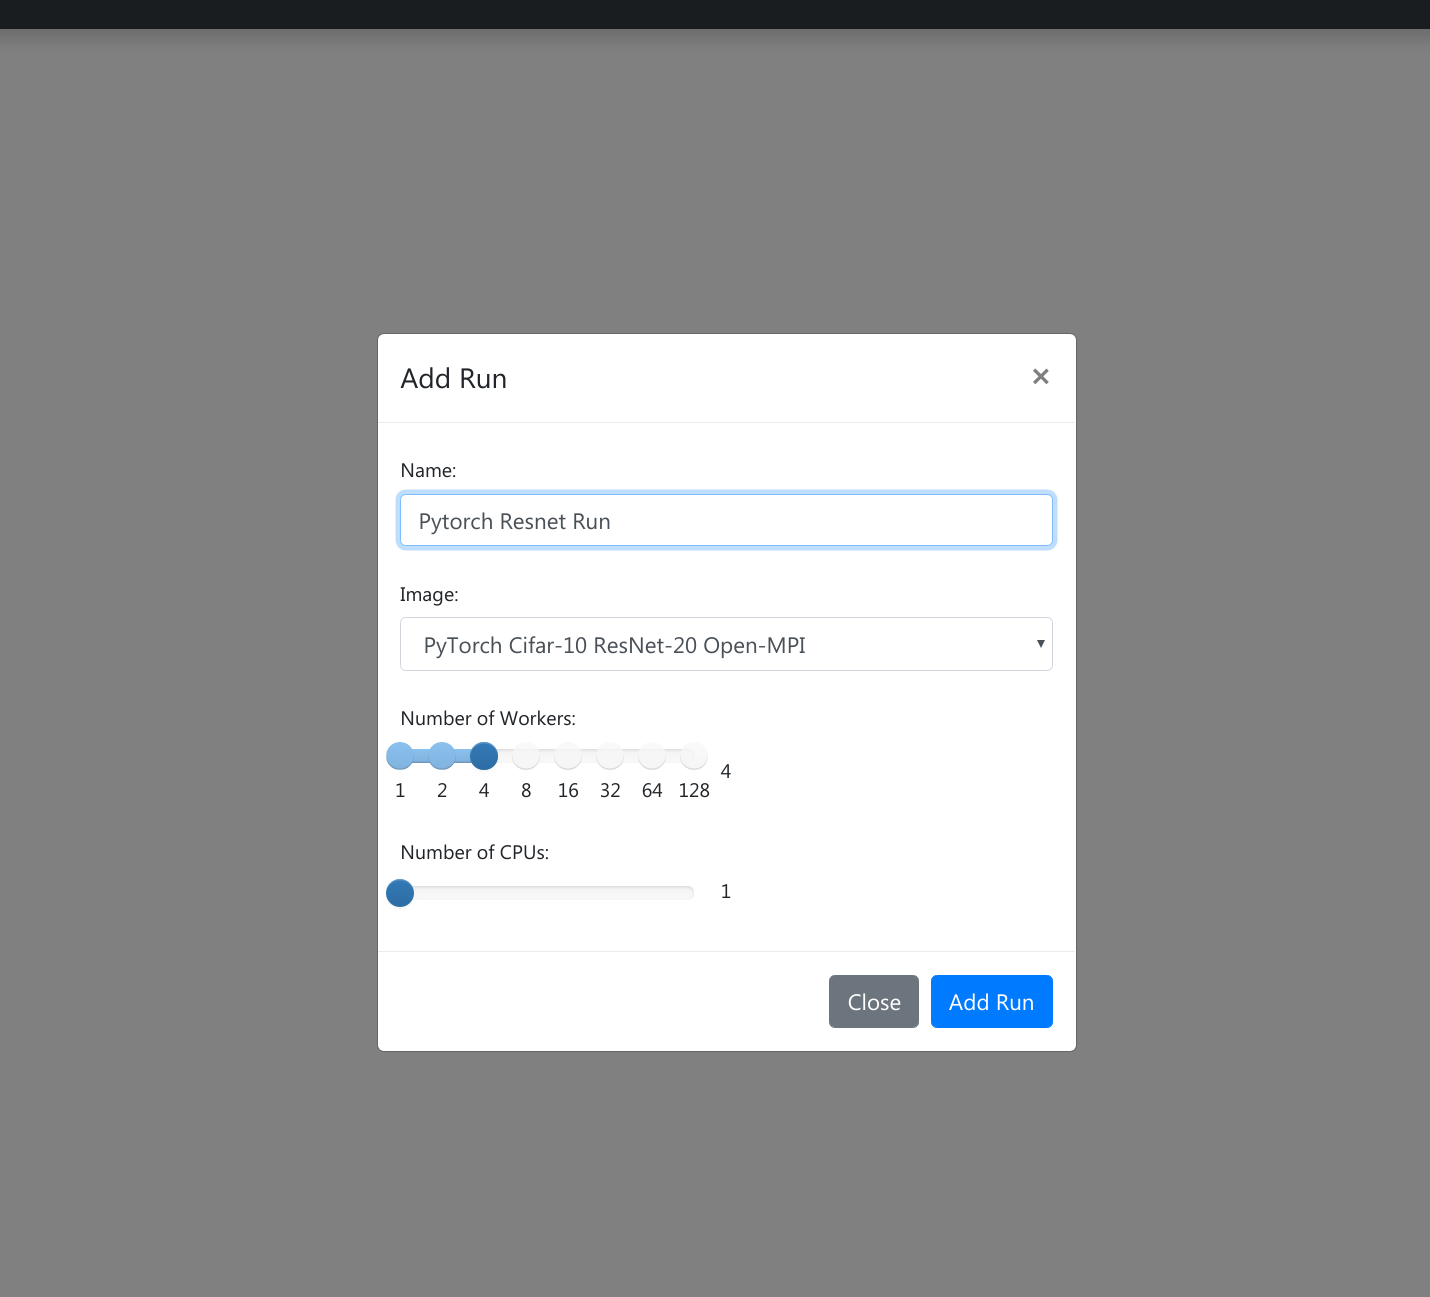 Add Run ×
Name:
Pytorch Resnet Run
Image:
PyTorch Cifar-10 ResNet-20 Open-MPI
Number of Workers:
4
1 2 4 8 16 32 64 128
Number of CPUs:
1
Close Add Run